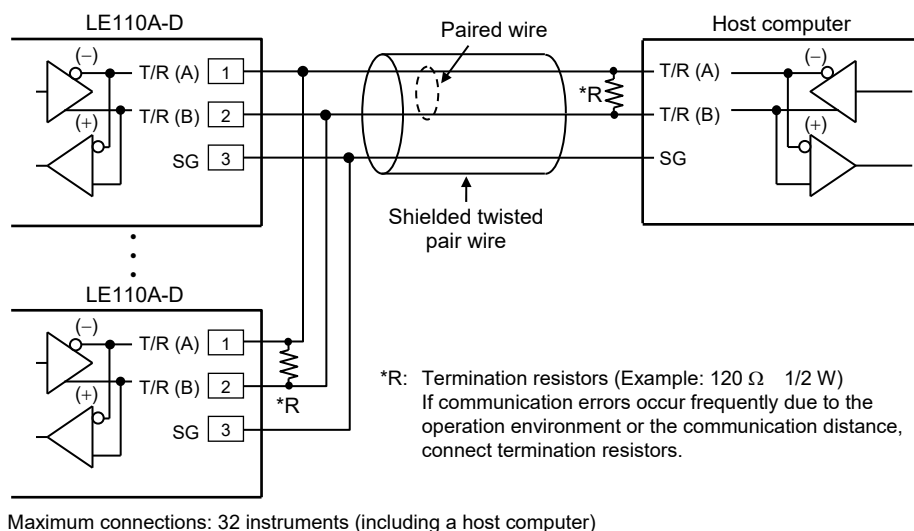 LE110A-D
Paired wire
Host computer
(−)
T/R (A)
1
T/R (B)
2
(+)
SG
3
*R
T/R (A)
(−)
T/R (B)
(+)
SG
Shielded twisted
pair wire
LE110A-D
(−)
T/R (A)
1
T/R (B)
2
(+)
*R
SG
3
*R: Termination resistors (Example: 120 Ω 1/2 W)
If communication errors occur frequently due to the
operation environment or the communication distance,
connect termination resistors.
Maximum connections: 32 instruments (including a host computer)